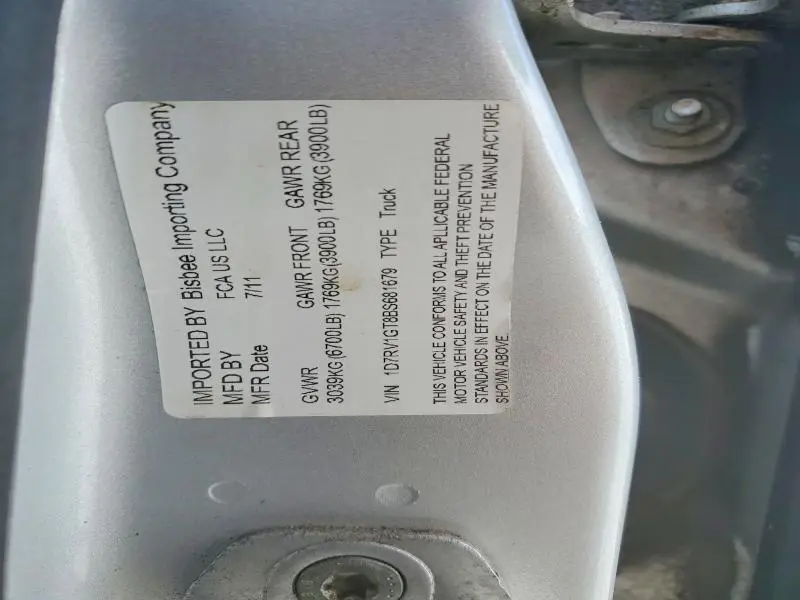 IMPORTED BY Bisbee Importing Company
MFD BY FCA US LLC
MFR Date 7/11
GVWR GAWR FRONT GAWR REAR
3039KG(6700LB) 1769KG(3900LB) 1769KG(3900LB)
VIN 1D7RV1GT8BS681679 TYPE Truck
THIS VEHICLE CONFORMS TO ALL APLLICABLE FEDERAL
MOTOR VEHICLE SAFETY AND THEFT PREVENTION
STANDARDS IN EFFECT ON THE DATE OF THE MANUFACTURE
SHOWN ABOVE.